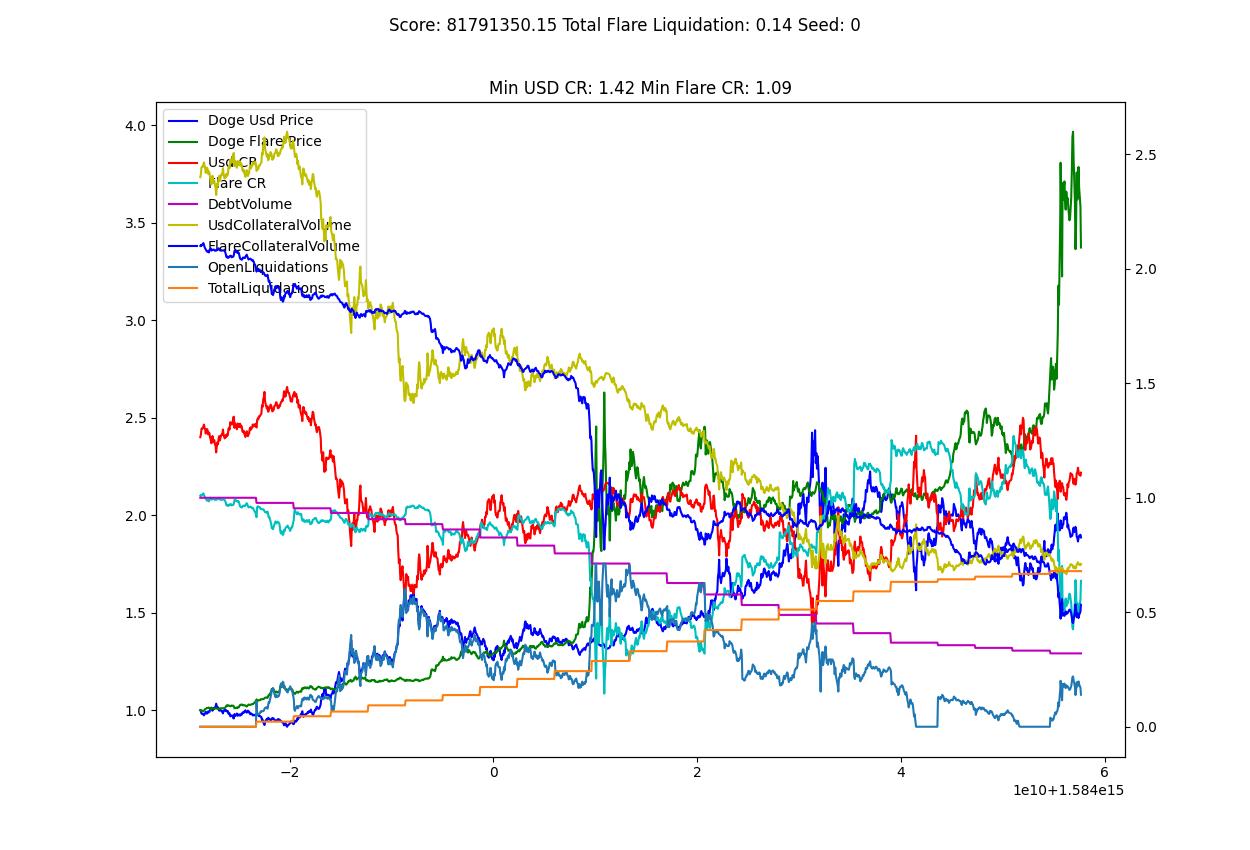 Score: 81791350.15 Total Flare Liquidation: 0.14 Seed: 0
Min USD CR: 1.42 Min Flare CR: 1.09
Doge Usd Price
Doge Flare Price
Usd CR
Flare CR
DebtVolume
UsdCollateralVolume
FlareCollateralVolume
OpenLiquidations
TotalLiquidations
4.0
3.5
3.0
2.5
2.0
1.5
1.0
2.5
2.0
1.5
1.0
0.5
0.0
−2
0
2
4
6
1e10+1.584e15